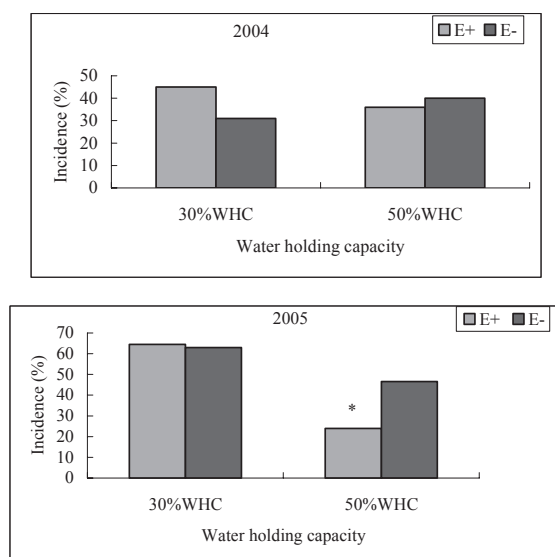 2004
E+ E-
Incidence (%)
50
40
30
20
10
0
30%WHC 50%WHC
Water holding capacity
2005
E+ E-
Incidence (%)
70
60
50
40
30
20
10
0
*
30%WHC 50%WHC
Water holding capacity